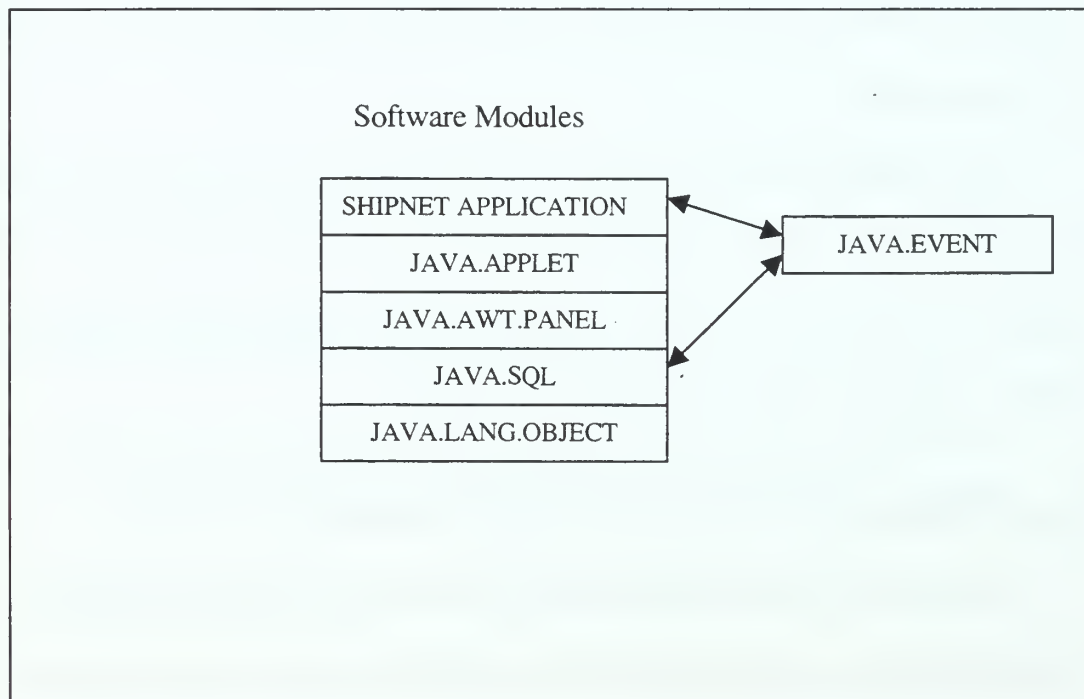 Software Modules
SHIPNET APPLICATION
JAVA.APPLET
JAVA.AWT.PANEL
JAVA.SQL
JAVA.LANG.OBJECT
JAVA.EVENT